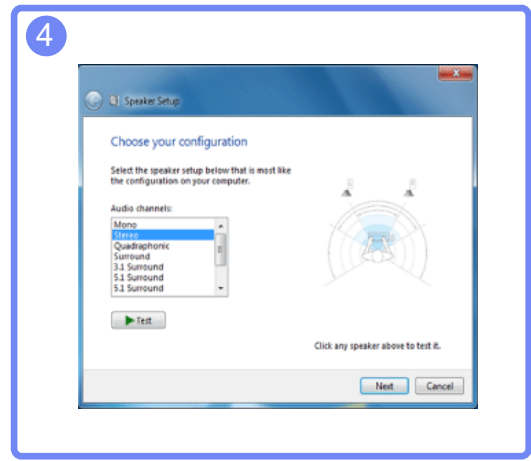 4
Speaker Setup
Choose your configuration
Select the speaker setup below that is most like
the configuration on your computer.
Audio channels:
Mono
Stereo
Quadraphonic
Surround
3.1 Surround
5.1 Surround
5.1 Surround
Test
Click any speaker above to test it.
Next
Cancel